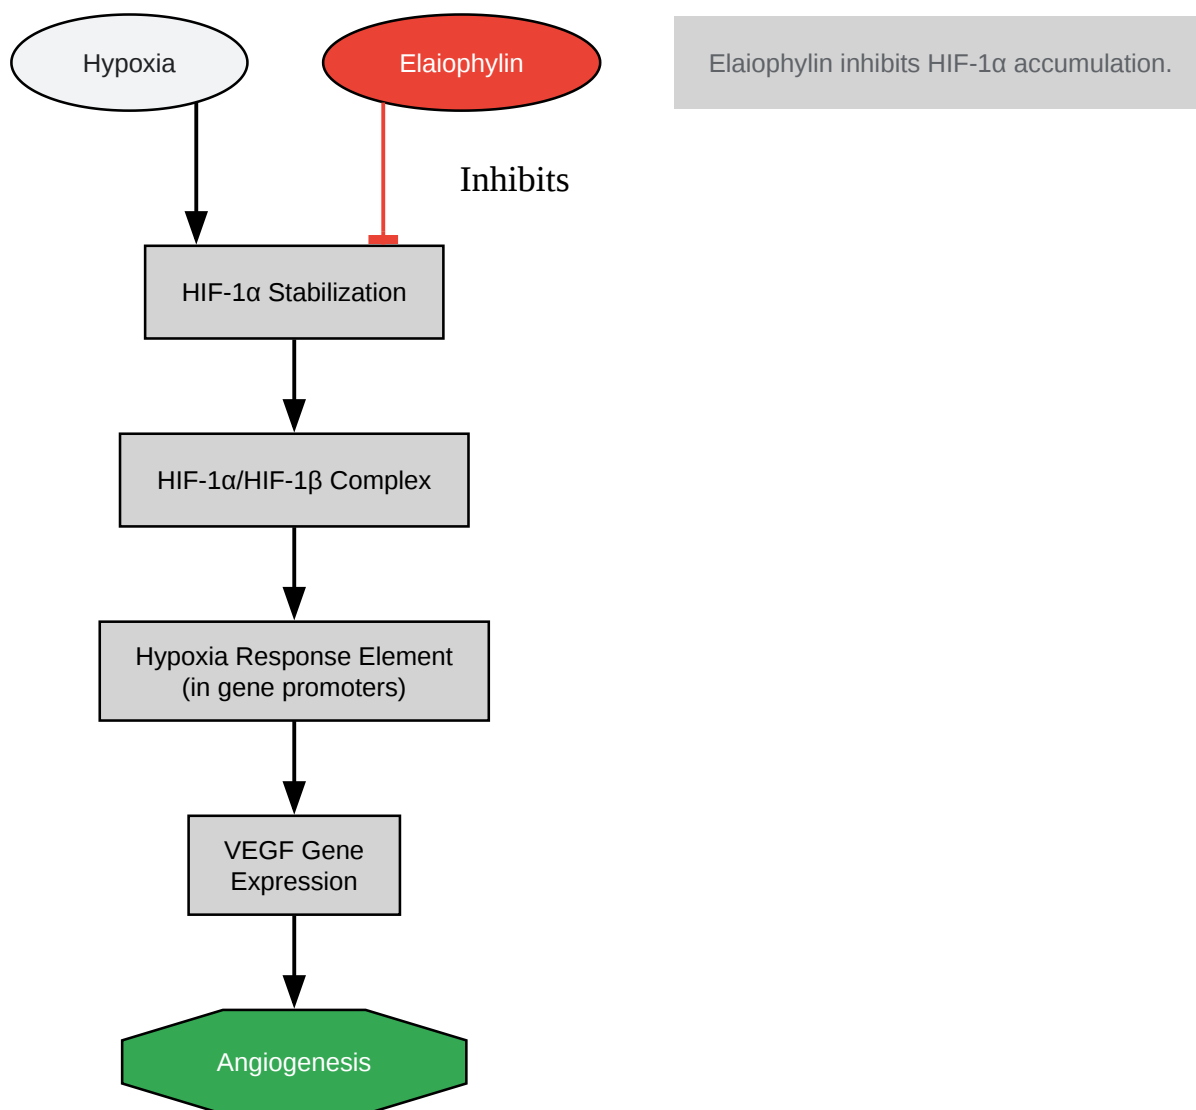 Hypoxia
Elaiophylin
Elaiophylin inhibits HIF-1α accumulation.
Inhibits
HIF-1α Stabilization
HIF-1α/HIF-1β Complex
Hypoxia Response Element
(in gene promoters)
VEGF Gene
Expression
Angiogenesis